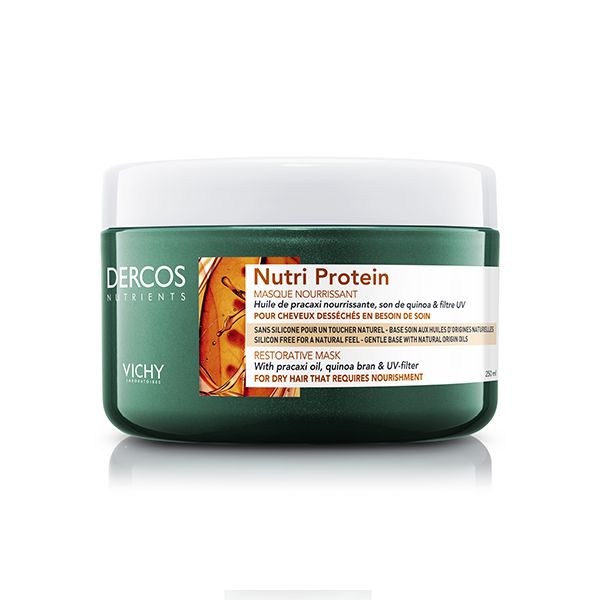 DERCOS
NUTRIENTS
VICHY
LABORATOIRES
Nutri Protein
MASQUE NOURRISSANT
Huile de pracaxi nourrissante, son de quinoa & filtre UV
POUR CHEVEUX DESSÉCHÉS EN BESOIN DE SOIN
SANS SILICONE POUR UN TOUCHER NATUREL - BASE SOIN AUX HUILES D'ORIGINES NATURELLES
SILICON FREE FOR A NATURAL FEEL - GENTLE BASE WITH NATURAL ORIGIN OILS
RESTORATIVE MASK
With pracaxi oil, quinoa bran & UV-filter
FOR DRY HAIR THAT REQUIRES NOURISHMENT
250 ml